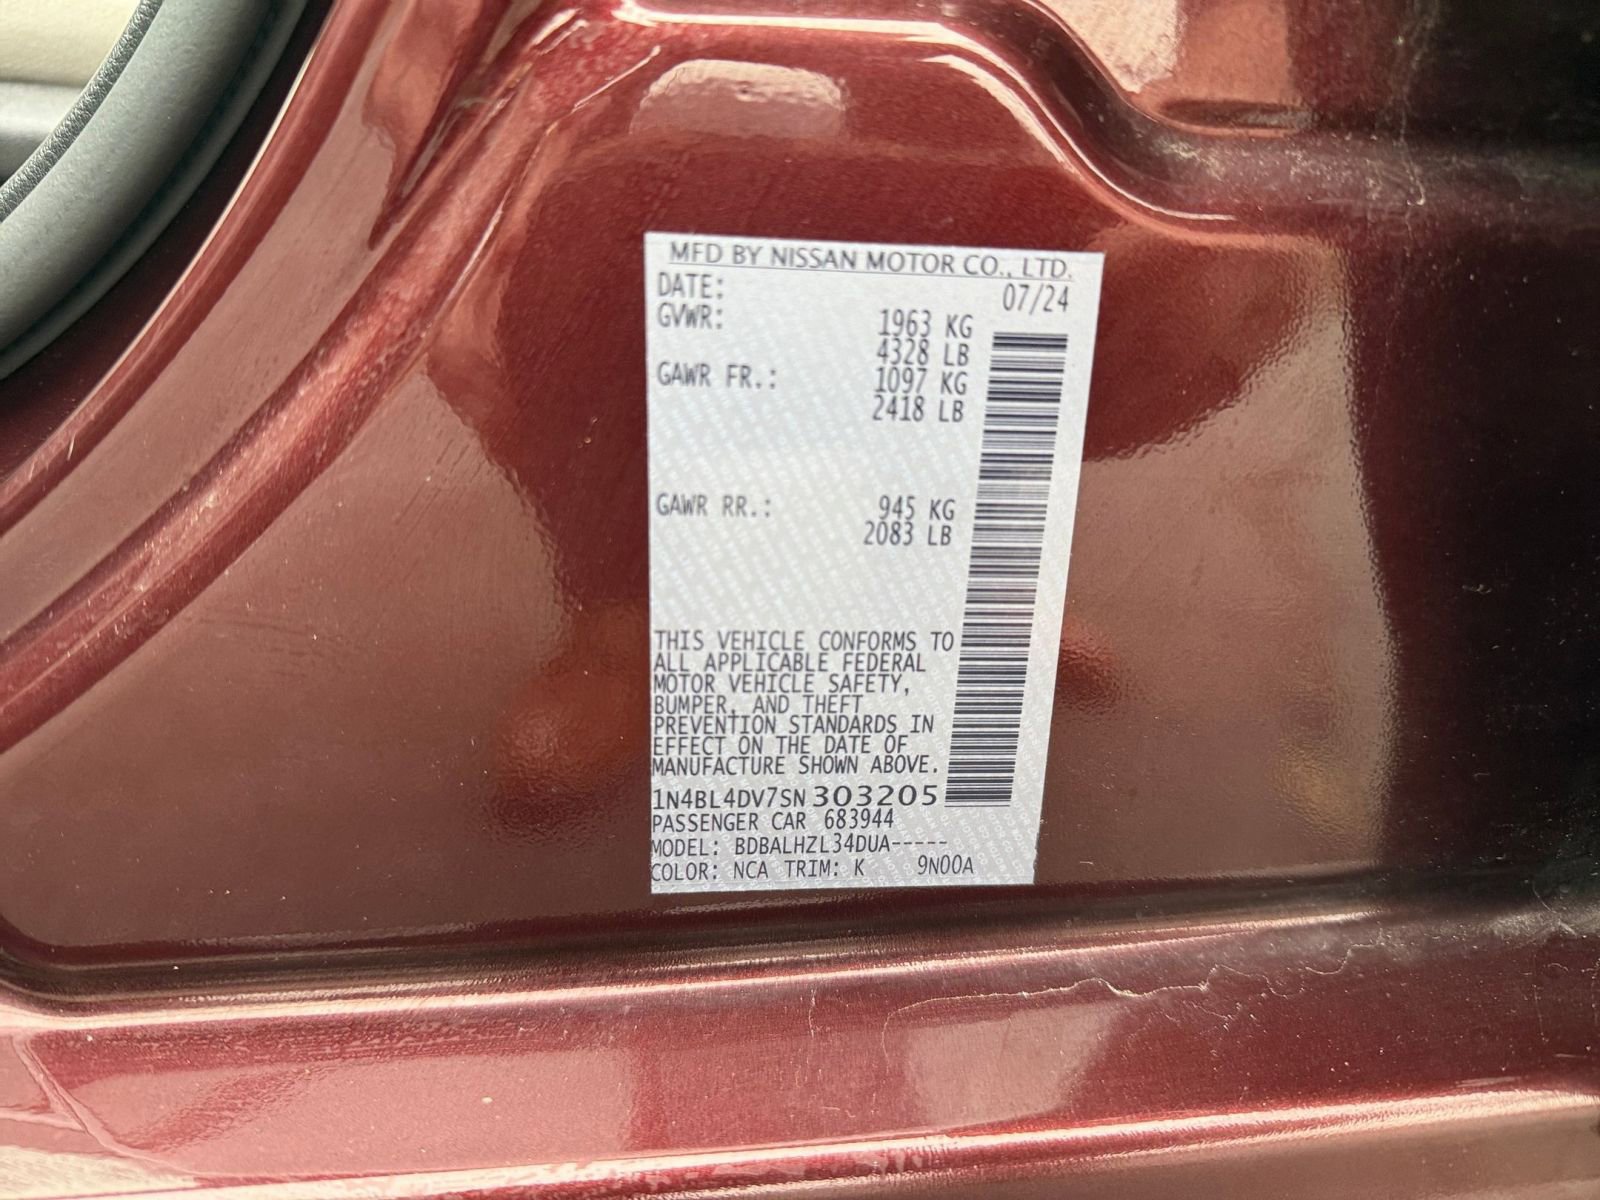 MFD BY NISSAN MOTOR CO., LTD.
DATE: 07/24
GVWR: 1963 KG
4328 LB
GAWR FR.: 1097 KG
2418 LB
GAWR RR.: 945 KG
2083 LB
THIS VEHICLE CONFORMS TO
ALL APPLICABLE FEDERAL
MOTOR VEHICLE SAFETY,
BUMPER, AND THEFT
PREVENTION STANDARDS IN
EFFECT ON THE DATE OF
MANUFACTURE SHOWN ABOVE.
1N4BL4DV7SN303205
PASSENGER CAR 683944
MODEL: BDBALHZL34DUA-----
COLOR: NCA TRIM: K 9N00A